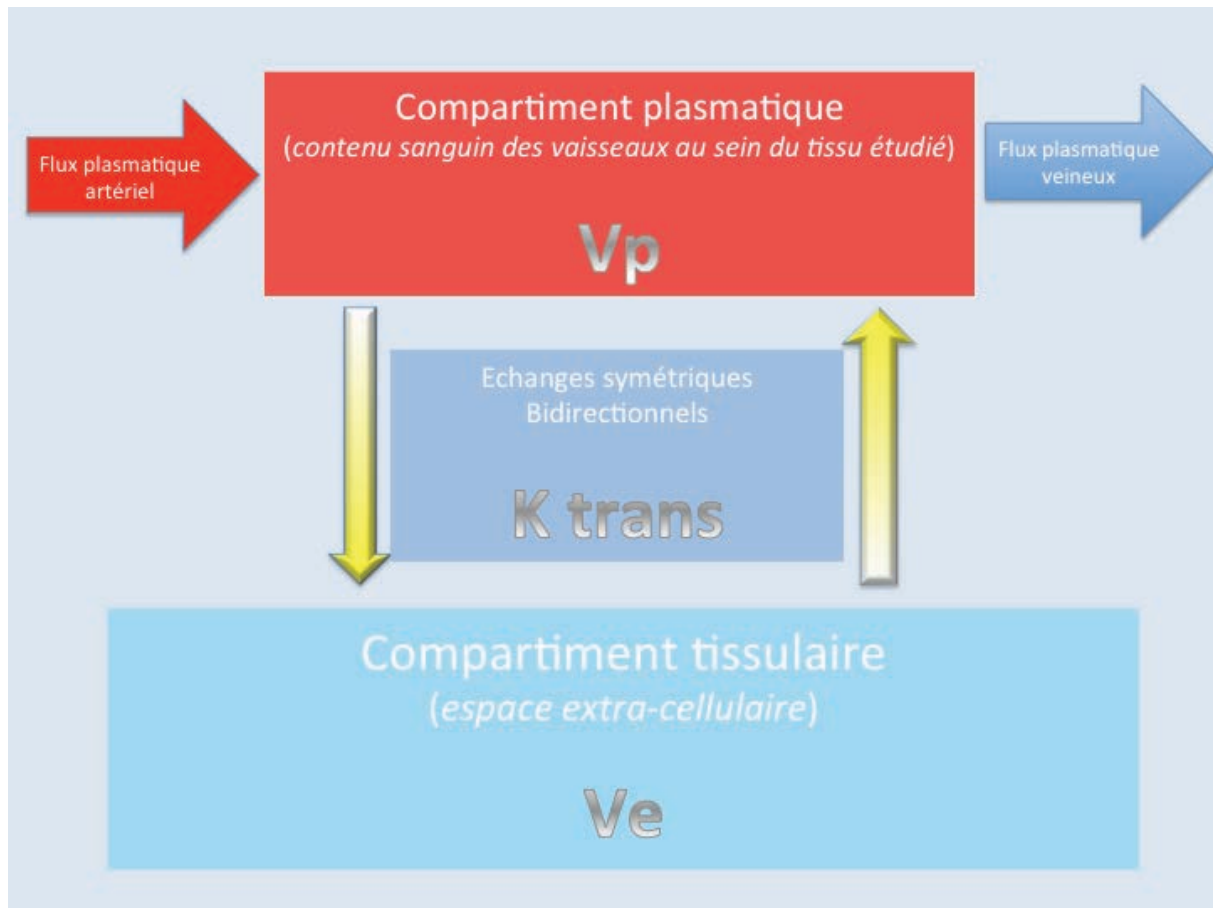 Flux plasmatique
artériel
Compartiment plasmatique
(contenu sanguin des vaisseaux au sein du tissu étudié)
Vp
Flux plasmatique
veineux
Echanges symétriques
Bidirectionnels
K trans
Compartiment tissulaire
(espace extra-cellulaire)
Ve